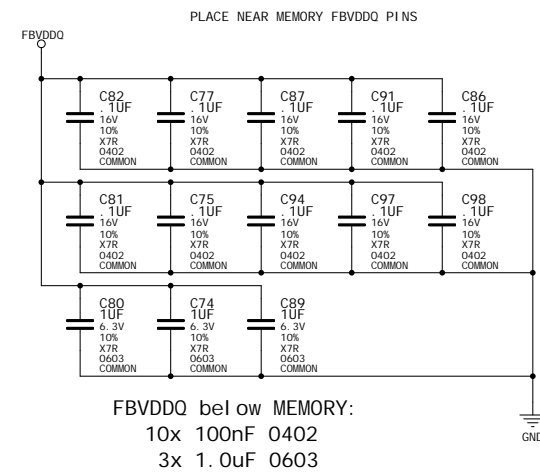 PLACE NEAR MEMORY FBVDDQ PINS
FBVDDQ
C82 C77 C87 C91 C86
.1UF .1UF .1UF .1UF .1UF
16V 16V 16V 16V 16V
10% 10% 10% 10% 10%
X7R X7R X7R X7R X7R
0402 0402 0402 0402 0402
COMMON COMMON COMMON COMMON COMMON
C81 C75 C94 C97 C98
.1UF .1UF .1UF .1UF .1UF
16V 16V 16V 16V 16V
10% 10% 10% 10% 10%
X7R X7R X7R X7R X7R
0402 0402 0402 0402 0402
COMMON COMMON COMMON COMMON COMMON
C80 C74 C89
1UF 1UF 1UF
6.3V 6.3V 6.3V
10% 10% 10%
X7R X7R X7R
0603 0603 0603
COMMON COMMON COMMON
FBVDDQ below MEMORY:
10x 100nF 0402
3x 1.0uF 0603
GND